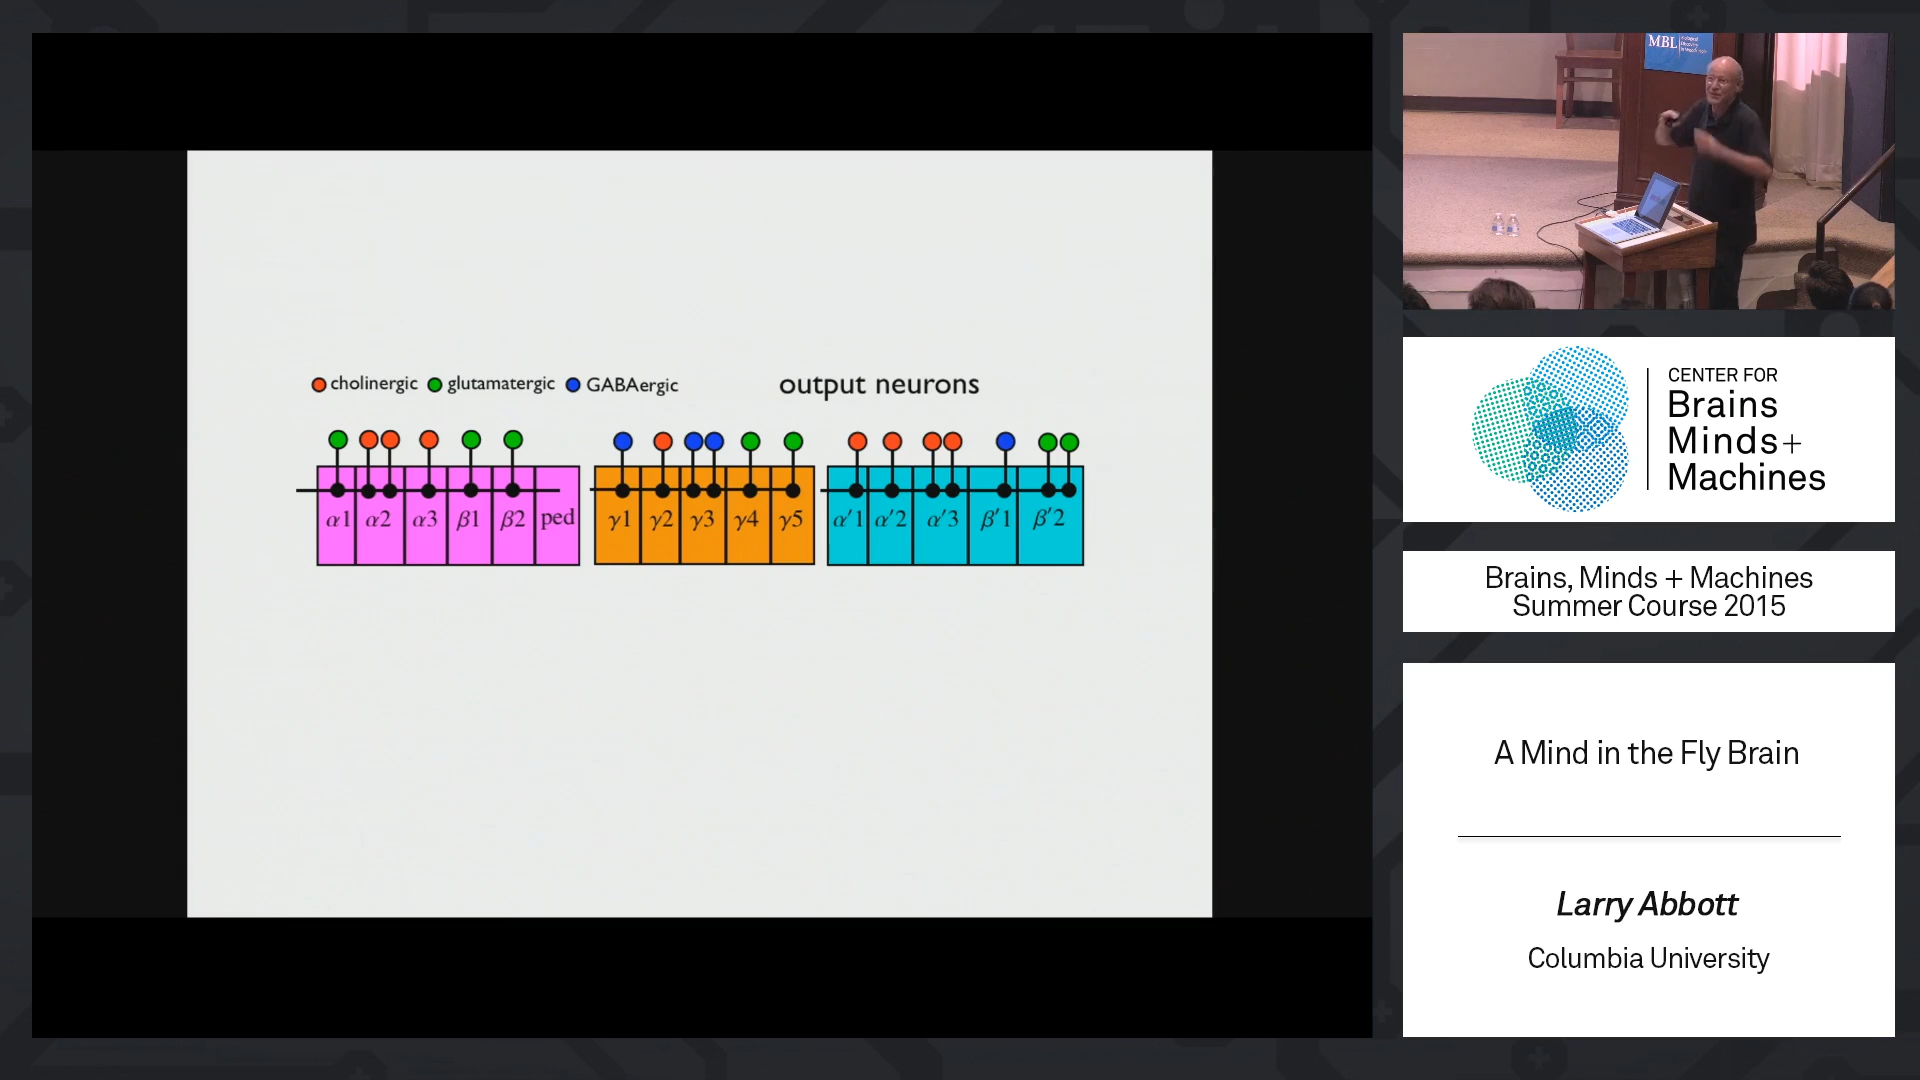 cholinergic glutamatergic GABAergic output neurons
α1 α2 α3 β1 β2 ped γ1 γ2 γ3 γ4 γ5 α′1 α′2 α′3 β′1 β′2
MBL
CENTER FOR
Brains
Minds+
Machines
Brains, Minds + Machines
Summer Course 2015
A Mind in the Fly Brain
Larry Abbott
Columbia University